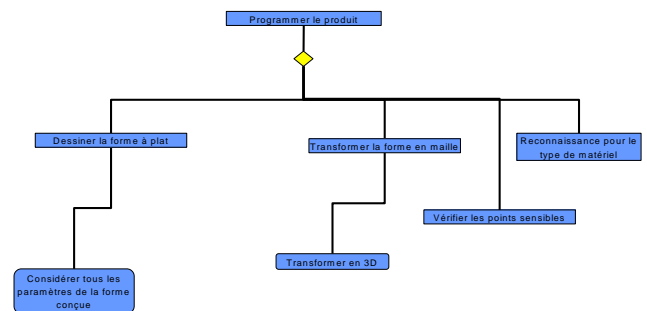 Programmer le produit
Dessiner la forme à plat
Transformer la forme en maille
Reconnaissance pour le
type de matériel
Vérifier les points sensibles
Transformer en 3D
Considérer tous les
paramètres de la forme
conçue